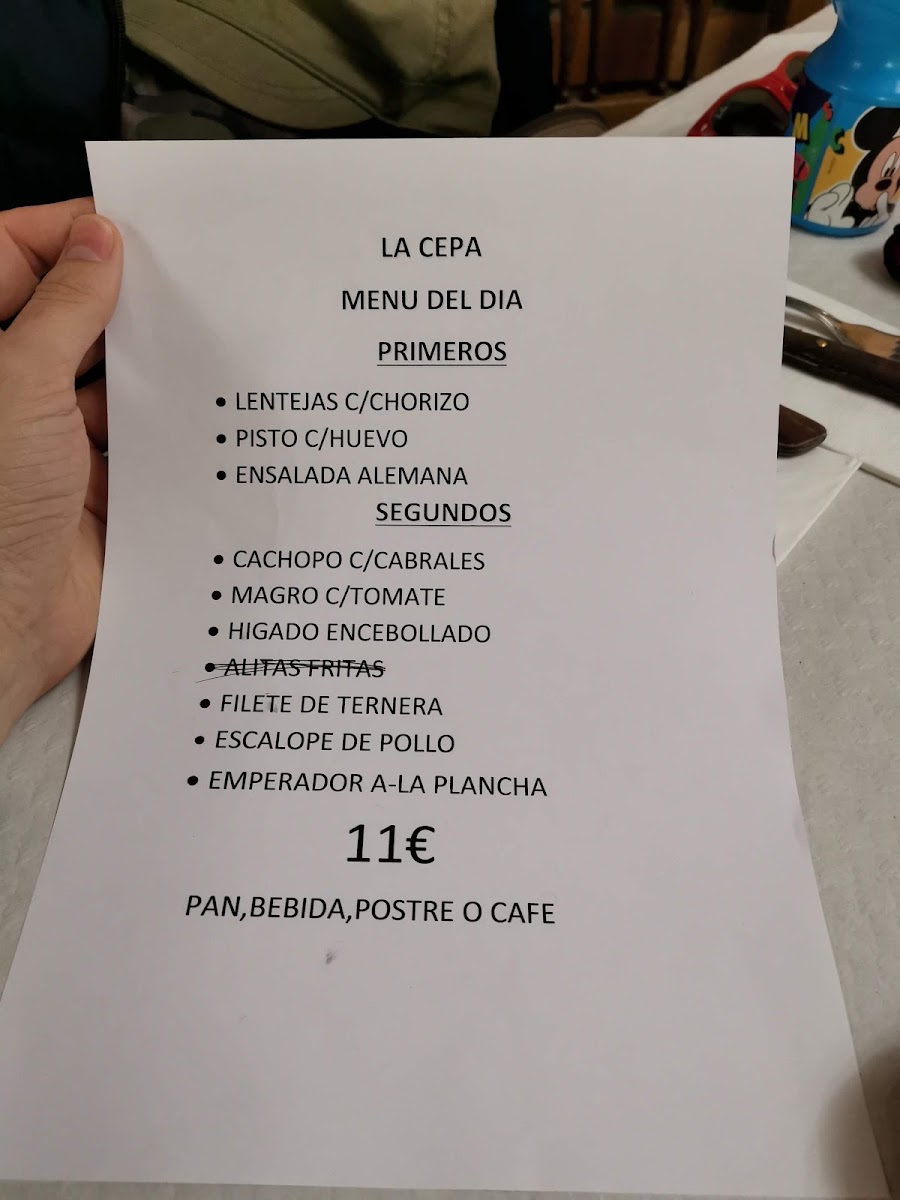 LA CEPA
MENU DEL DIA
PRIMEROS
• LENTEJAS C/CHORIZO
• PISTO C/HUEVO
• ENSALADA ALEMANA
SEGUNDOS
• CACHOPO C/CABRALES
• MAGRO C/TOMATE
• HIGADO ENCEBOLLADO
• ALITAS FRITAS
• FILETE DE TERNERA
• ESCALOPE DE POLLO
• EMPERADOR A-LA PLANCHA
11€
PAN,BEBIDA,POSTRE O CAFE